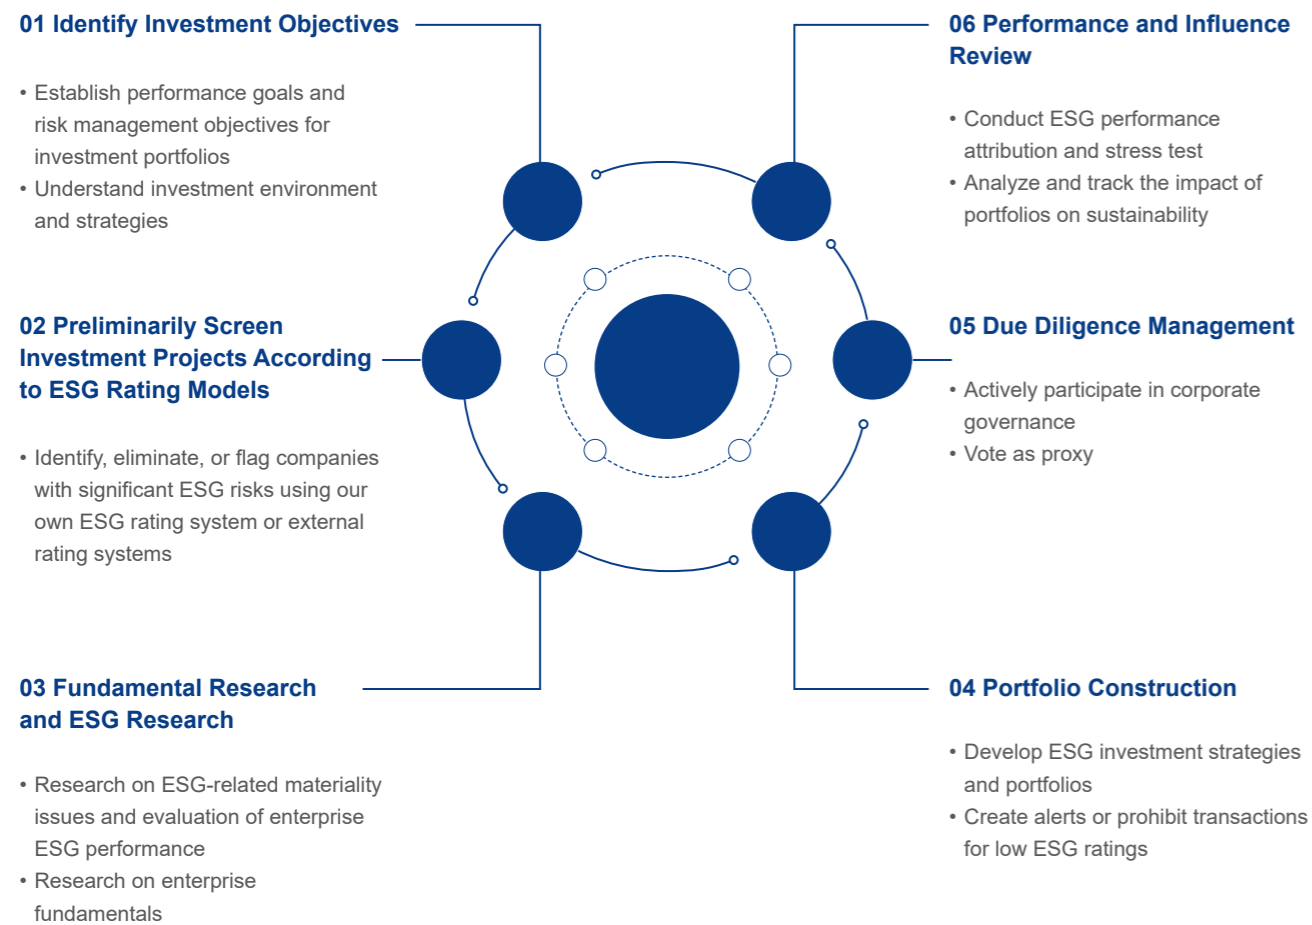 01 Identify Investment Objectives
• Establish performance goals and
risk management objectives for
investment portfolios
• Understand investment environment
and strategies
02 Preliminarily Screen
Investment Projects According
to ESG Rating Models
• Identify, eliminate, or flag companies
with significant ESG risks using our
own ESG rating system or external
rating systems
03 Fundamental Research
and ESG Research
• Research on ESG-related materiality
issues and evaluation of enterprise
ESG performance
• Research on enterprise
fundamentals
04 Portfolio Construction
• Develop ESG investment strategies
and portfolios
• Create alerts or prohibit transactions
for low ESG ratings
05 Due Diligence Management
• Actively participate in corporate
governance
• Vote as proxy
06 Performance and Influence
Review
• Conduct ESG performance
attribution and stress test
• Analyze and track the impact of
portfolios on sustainability